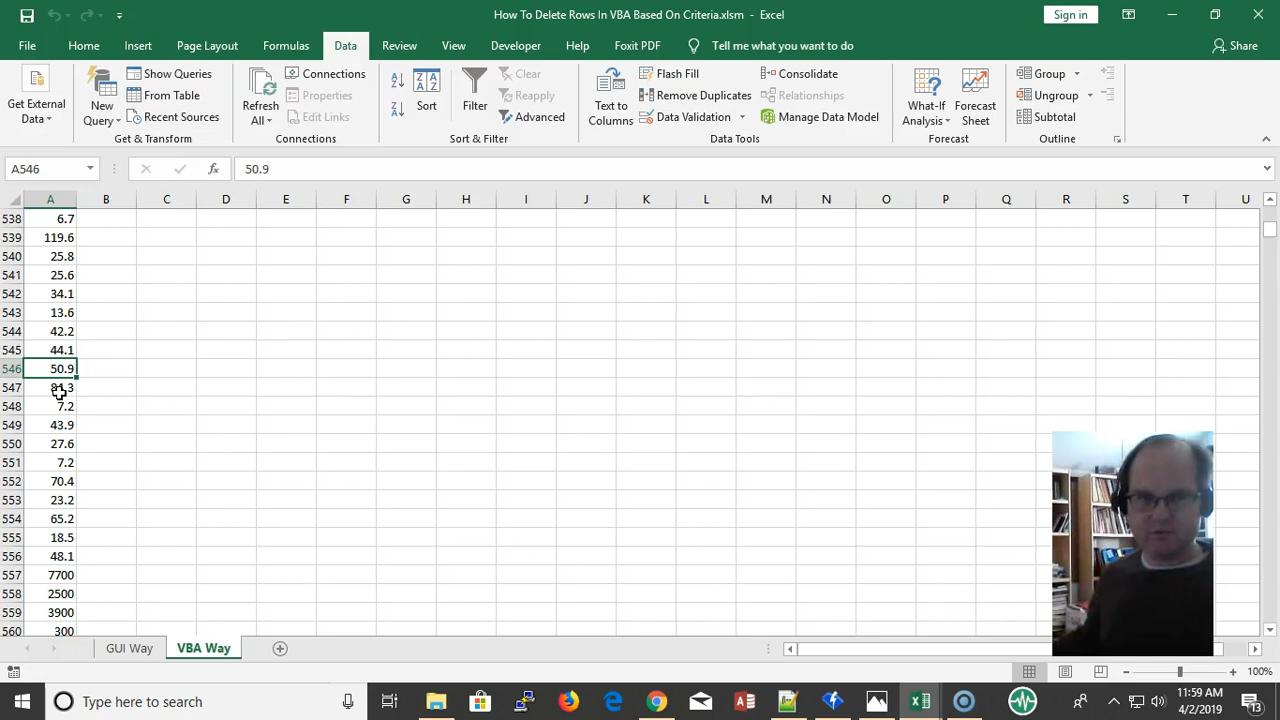 How To Delete Rows In VBA Based On Criteria.xlsm - Excel
Sign in
File Home Insert Page Layout Formulas Data Review View Developer Help Foxit PDF Tell me what you want to do Share
Get External Data
New Query
Show Queries
From Table
Recent Sources
Get & Transform
Refresh All
Connections
Properties
Edit Links
Connections
Sort
Filter
Clear
Reapply
Advanced
Sort & Filter
Text to Columns
Flash Fill
Remove Duplicates
Data Validation
Consolidate
Relationships
Manage Data Model
Data Tools
What-If Analysis
Forecast Sheet
Forecast
Group
Ungroup
Subtotal
Outline
A546 fx 50.9
A B C D E F G H I J K L M N O P Q R S T U
538 6.7
539 119.6
540 25.8
541 25.6
542 34.1
543 13.6
544 42.2
545 44.1
546 50.9
547
548 7.2
549 43.9
550 27.6
551 7.2
552 70.4
553 23.2
554 65.2
555 18.5
556 48.1
557 7700
558 2500
559 3900
560 300
GUI Way VBA Way
100%
Type here to search
11:59 AM
4/2/2019
13